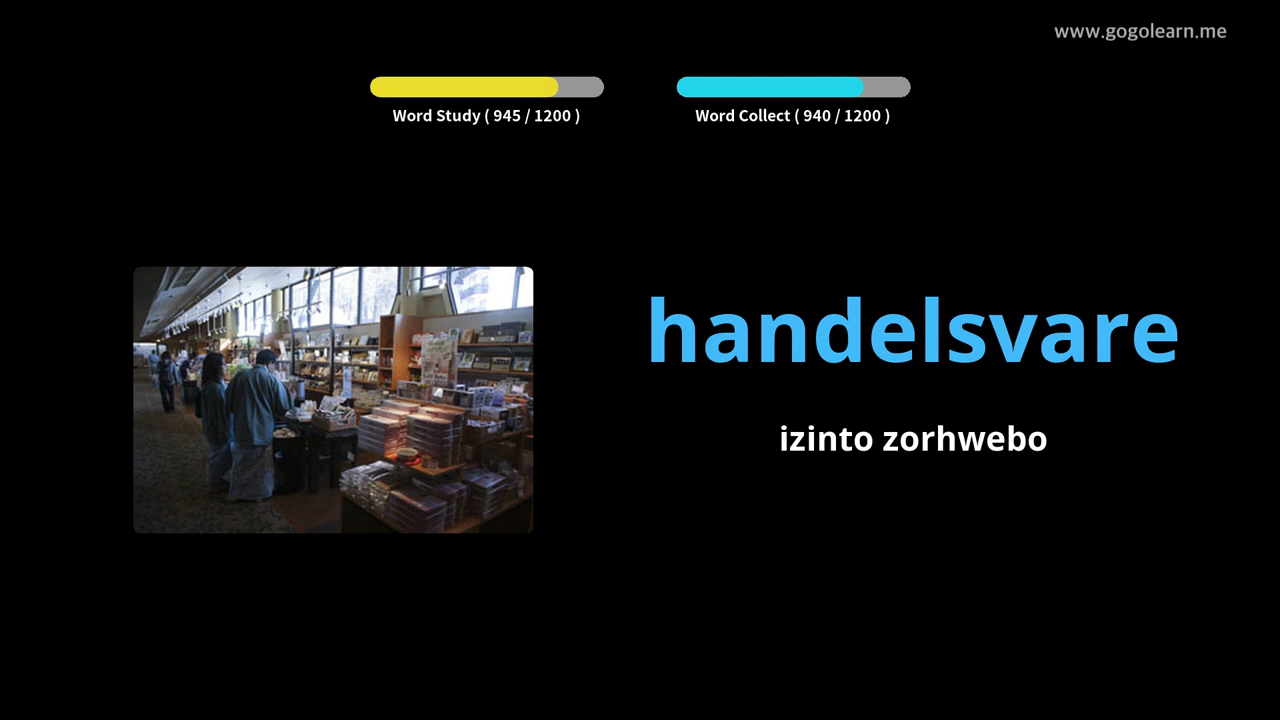 www.gogolearn.me
Word Study ( 945 / 1200 )
Word Collect ( 940 / 1200 )
handelsvare
izinto zorhwebo